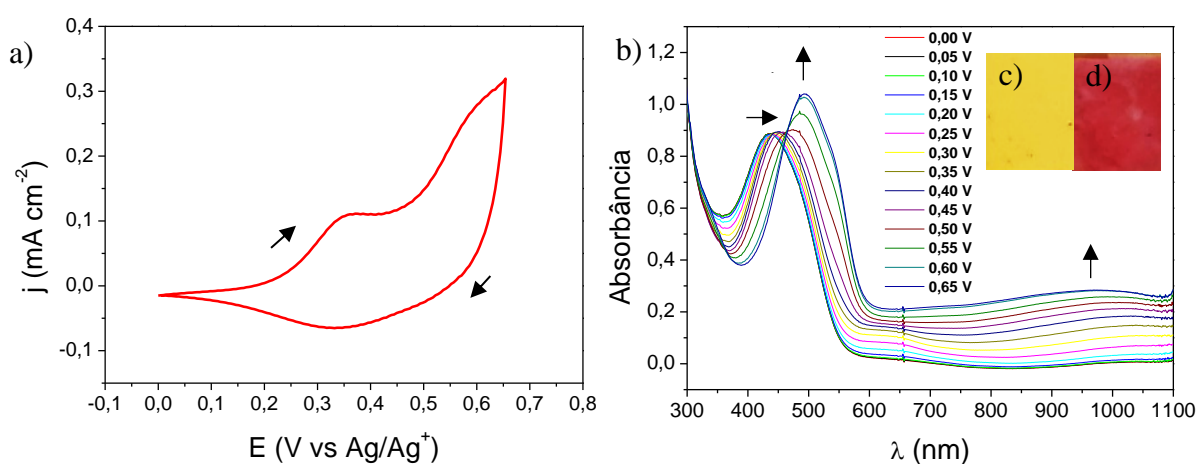 a)
0,4
0,3
0,2
0,1
0,0
-0,1
j (mA cm-2)
-0,1 0,0 0,1 0,2 0,3 0,4 0,5 0,6 0,7 0,8
E (V vs Ag/Ag+)
b)
1,2
1,0
0,8
0,6
0,4
0,2
0,0
Absorbância
0,00 V
0,05 V
0,10 V
0,15 V
0,20 V
0,25 V
0,30 V
0,35 V
0,40 V
0,45 V
0,50 V
0,55 V
0,60 V
0,65 V
c) d)
300 400 500 600 700 800 900 1000 1100
λ (nm)